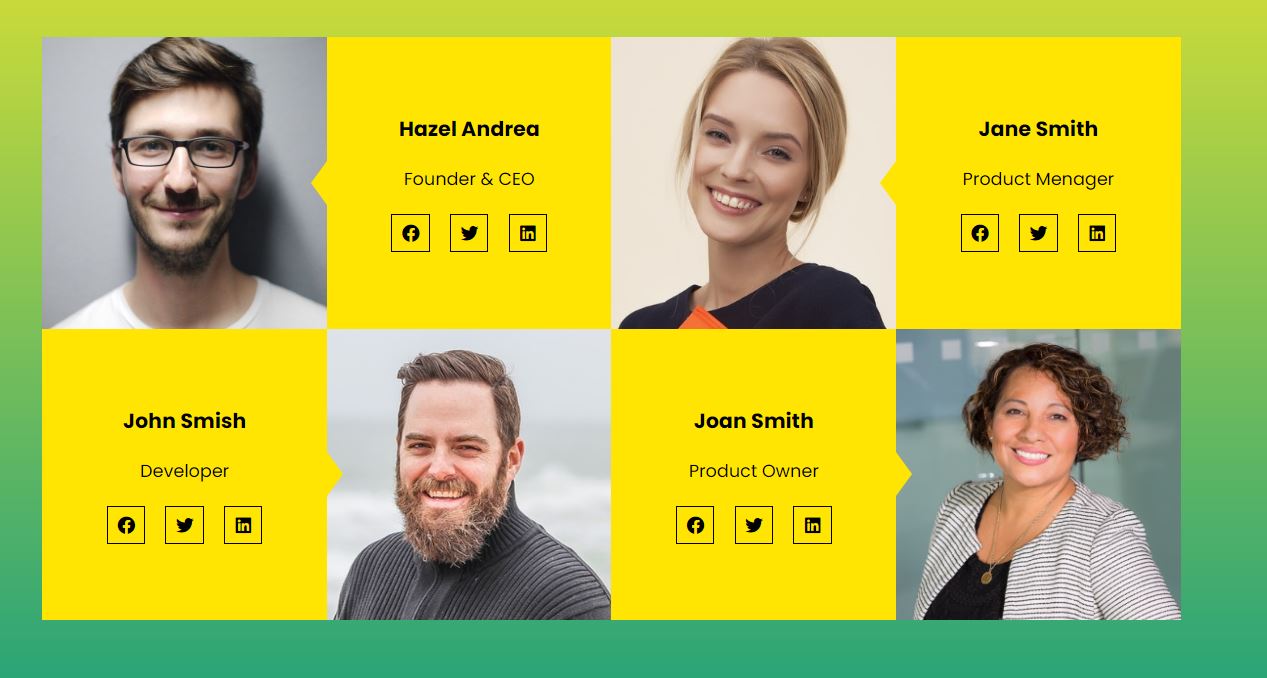 Hazel Andrea
Founder & CEO
Jane Smith
Product Menager
John Smish
Developer
Joan Smith
Product Owner